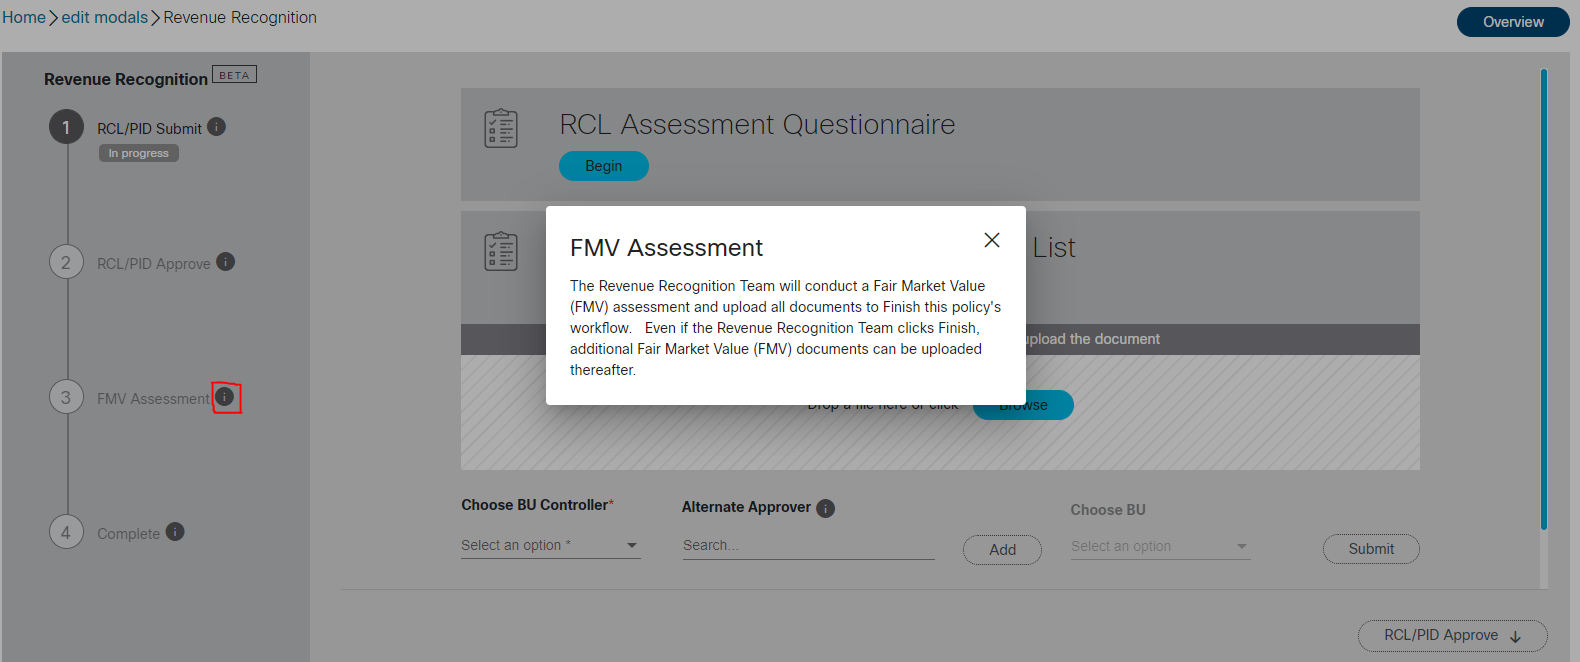 Home > edit modals > Revenue Recognition
Overview
Revenue Recognition BETA
1 RCL/PID Submit i
In progress
2 RCL/PID Approve i
3 FMV Assessment i
4 Complete i
RCL Assessment Questionnaire
Begin
List
upload the document
Drop a file here or click Browse
FMV Assessment
The Revenue Recognition Team will conduct a Fair Market Value
(FMV) assessment and upload all documents to Finish this policy's
workflow.   Even if the Revenue Recognition Team clicks Finish,
additional Fair Market Value (FMV) documents can be uploaded
thereafter.
Choose BU Controller*
Select an option *
Alternate Approver i
Search...
Add
Choose BU
Select an option
Submit
RCL/PID Approve ↓